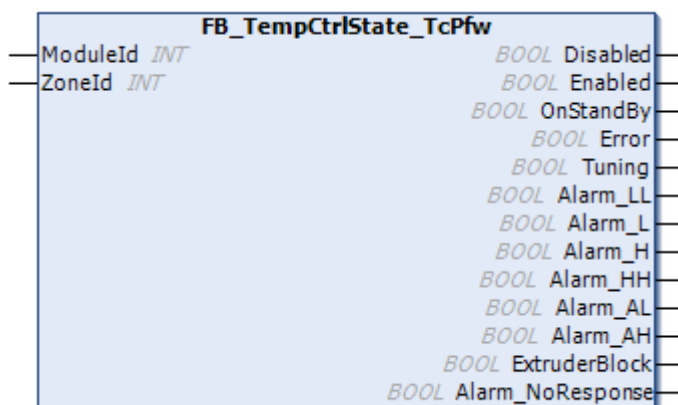 FB_TempCtrlState_TcPfw
ModuleId INT BOOL Disabled
ZoneId INT BOOL Enabled
BOOL OnStandBy
BOOL Error
BOOL Tuning
BOOL Alarm_LL
BOOL Alarm_L
BOOL Alarm_H
BOOL Alarm_HH
BOOL Alarm_AL
BOOL Alarm_AH
BOOL ExtruderBlock
BOOL Alarm_NoResponse